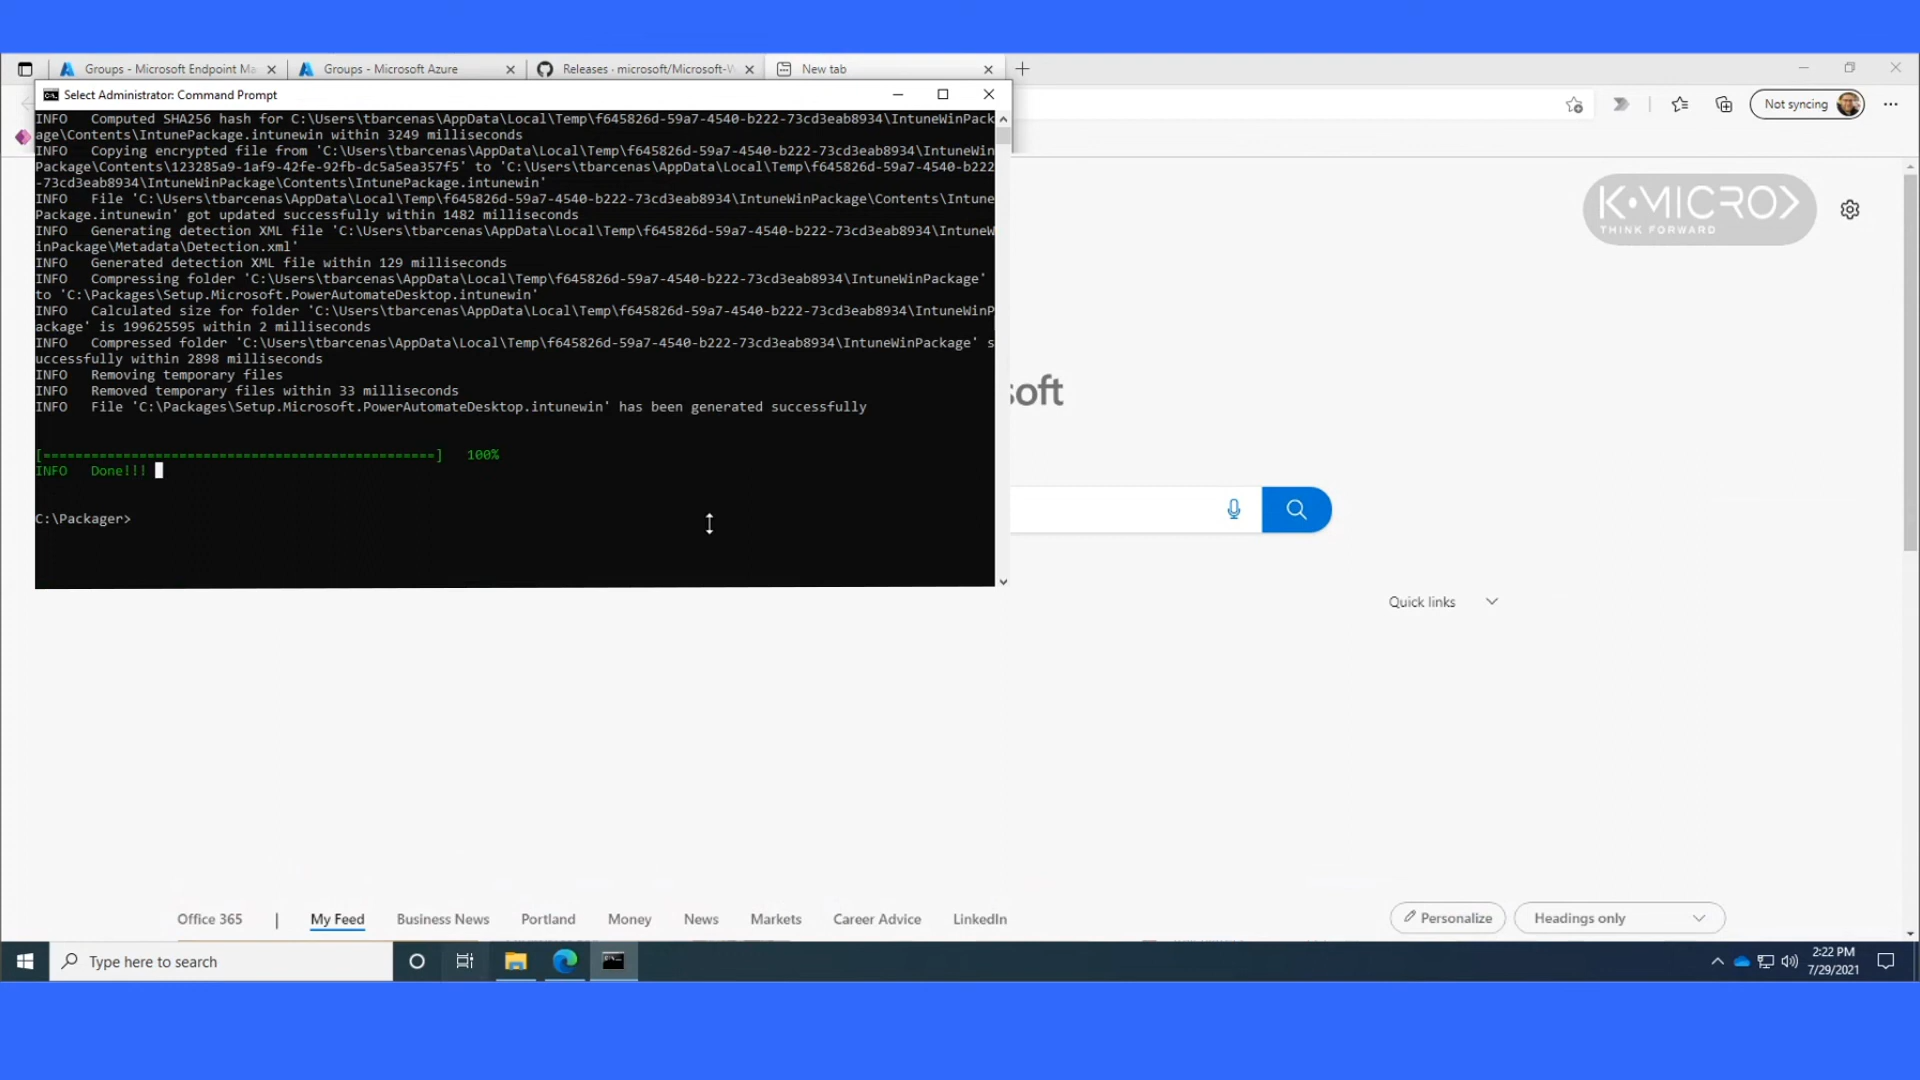 Groups - Microsoft Endpoint Ma
Groups - Microsoft Azure
Releases · microsoft/Microsoft-W
New tab
Select Administrator: Command Prompt
Not syncing
INFO   Computed SHA256 hash for C:\Users\tbarcenas\AppData\Local\Temp\f645826d-59a7-4540-b222-73cd3eab8934\IntuneWinPack
age\Contents\IntunePackage.intunewin within 3249 milliseconds
INFO   Copying encrypted file from 'C:\Users\tbarcenas\AppData\Local\Temp\f645826d-59a7-4540-b222-73cd3eab8934\IntuneWin
Package\Contents\123285a9-1af9-42fe-92fb-dc5a5ea357f5' to 'C:\Users\tbarcenas\AppData\Local\Temp\f645826d-59a7-4540-b222
-73cd3eab8934\IntuneWinPackage\Contents\IntunePackage.intunewin'
INFO   File 'C:\Users\tbarcenas\AppData\Local\Temp\f645826d-59a7-4540-b222-73cd3eab8934\IntuneWinPackage\Contents\Intune
Package.intunewin' got updated successfully within 1482 milliseconds
INFO   Generating detection XML file 'C:\Users\tbarcenas\AppData\Local\Temp\f645826d-59a7-4540-b222-73cd3eab8934\IntuneW
inPackage\Metadata\Detection.xml'
INFO   Generated detection XML file within 129 milliseconds
INFO   Compressing folder 'C:\Users\tbarcenas\AppData\Local\Temp\f645826d-59a7-4540-b222-73cd3eab8934\IntuneWinPackage'
to 'C:\Packages\Setup.Microsoft.PowerAutomateDesktop.intunewin'
INFO   Calculated size for folder 'C:\Users\tbarcenas\AppData\Local\Temp\f645826d-59a7-4540-b222-73cd3eab8934\IntuneWinP
ackage' is 199625595 within 2 milliseconds
INFO   Compressed folder 'C:\Users\tbarcenas\AppData\Local\Temp\f645826d-59a7-4540-b222-73cd3eab8934\IntuneWinPackage' s
uccessfully within 2898 milliseconds
INFO   Removing temporary files
INFO   Removed temporary files within 33 milliseconds
INFO   File 'C:\Packages\Setup.Microsoft.PowerAutomateDesktop.intunewin' has been generated successfully
[=================================================]   100%
INFO   Done!!!
C:\Packager>
K·MICRO
THINK FORWARD
soft
Quick links
Office 365 | My Feed Business News Portland Money News Markets Career Advice LinkedIn
Personalize
Headings only
Type here to search
2:22 PM
7/29/2021